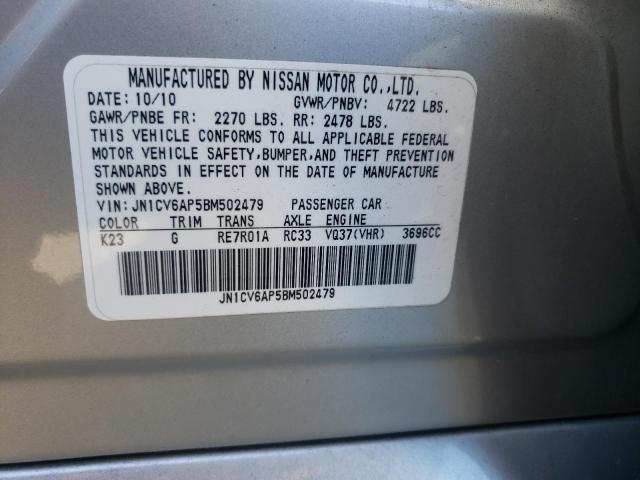 MANUFACTURED BY NISSAN MOTOR CO.,LTD.
DATE: 10/10 GVWR/PNBV: 4722 LBS.
GAWR/PNBE FR: 2270 LBS. RR: 2478 LBS.
THIS VEHICLE CONFORMS TO ALL APPLICABLE FEDERAL
MOTOR VEHICLE SAFETY,BUMPER,AND THEFT PREVENTION
STANDARDS IN EFFECT ON THE DATE OF MANUFACTURE
SHOWN ABOVE.
VIN: JN1CV6AP5BM502479 PASSENGER CAR
COLOR TRIM TRANS AXLE ENGINE
K23 G RE7R01A RC33 VQ37(VHR) 3696CC
JN1CV6AP5BM502479